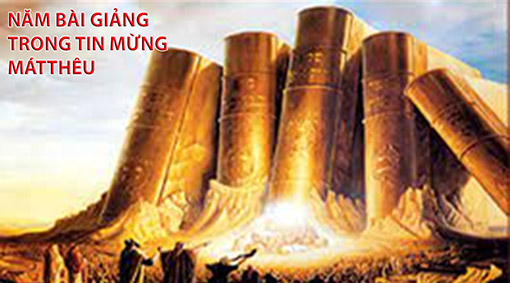 NĂM BÀI GIẢNG
TRONG TIN MỪNG
MÁTTHÊU